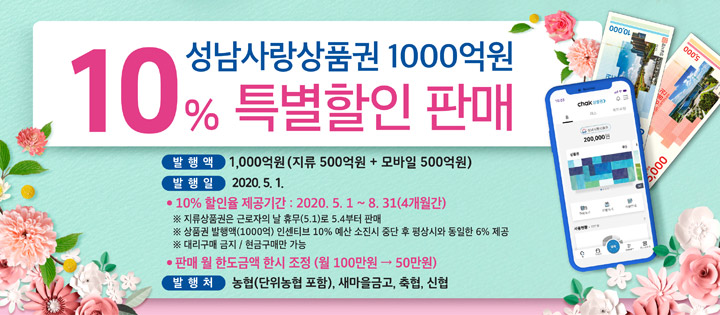 성남사랑상품권 1000억원
10% 특별할인 판매
발행액 1,000억원(지류 500억원 + 모바일 500억원)
발행일 2020. 5. 1.
• 10% 할인율 제공기간 : 2020. 5. 1 ~ 8. 31(4개월간)
※ 지류상품권은 근로자의 날 휴무(5.1)로 5.4부터 판매
※ 상품권 발행액(1000억) 인센티브 10% 예산 소진시 중단 후 평상시와 동일한 6% 제공
※ 대리구매 금지 / 현금구매만 가능
• 판매 월 한도금액 한시 조정 (월 100만원 → 50만원)
발행처 농협(단위농협 포함), 새마을금고, 축협, 신협
chak
200,000원
10,000
5,000
5,000